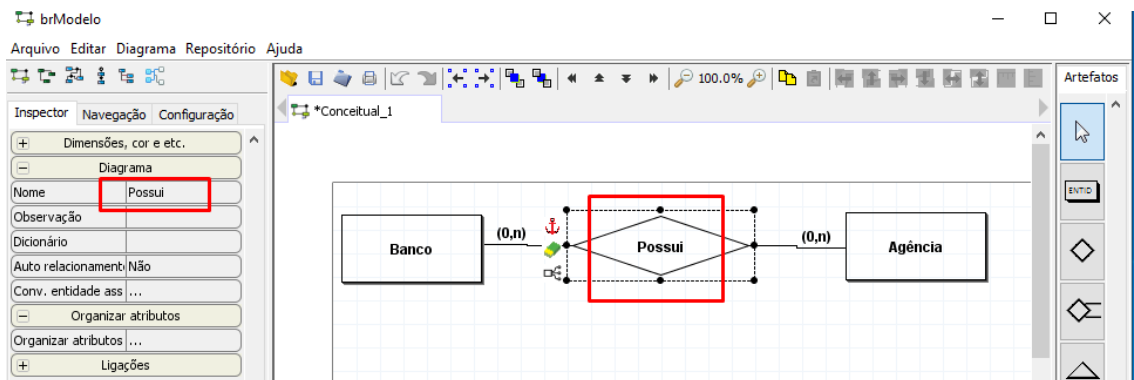 brModelo
Arquivo Editar Diagrama Repositório Ajuda
100.0%
Artefatos
Inspector Navegação Configuração
*Conceitual_1
Dimensões, cor e etc.
Diagrama
Nome Possui
Observação
Dicionário
Auto relacionament Não
Conv. entidade ass ...
Organizar atributos
Organizar atributos ...
Ligações
ENTID
Banco (0,n) Possui (0,n) Agência